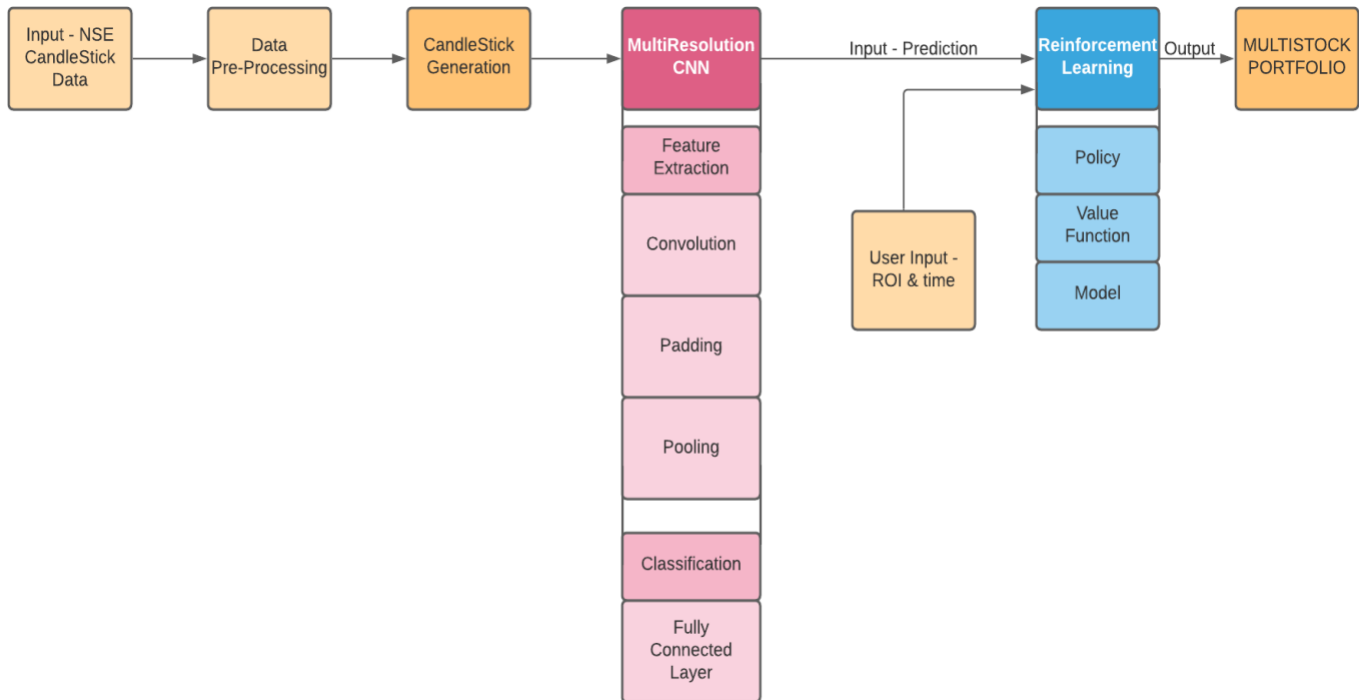 Input - NSE
CandleStick
Data
Data
Pre-Processing
CandleStick
Generation
MultiResolution
CNN
Input - Prediction
Reinforcement
Learning
Output
MULTISTOCK
PORTFOLIO
Feature
Extraction
Convolution
Padding
Pooling
Classification
Fully
Connected
Layer
User Input -
ROI & time
Policy
Value
Function
Model